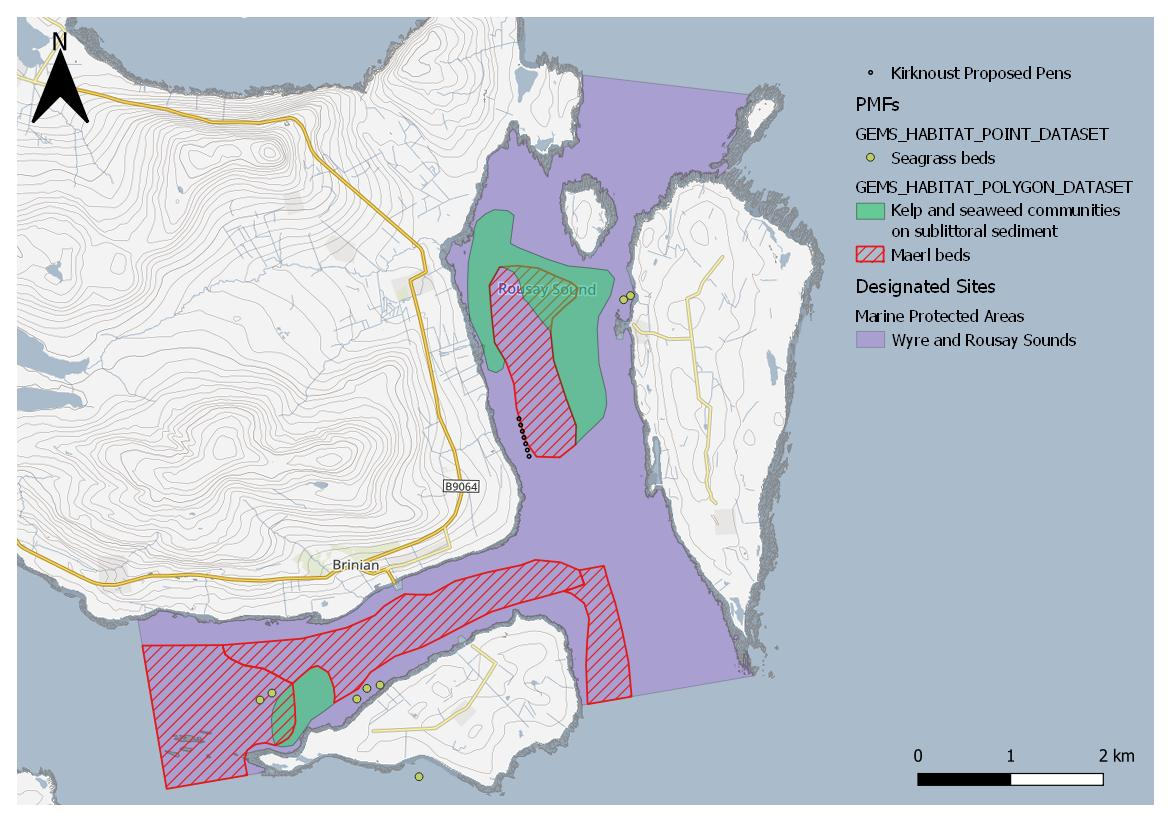 N
Kirknoust Proposed Pens
PMFs
GEMS_HABITAT_POINT_DATASET
Seagrass beds
GEMS_HABITAT_POLYGON_DATASET
Kelp and seaweed communities
on sublittoral sediment
Maerl beds
Designated Sites
Marine Protected Areas
Wyre and Rousay Sounds
Rousay Sound
B9064
Brinian
0 1 2 km